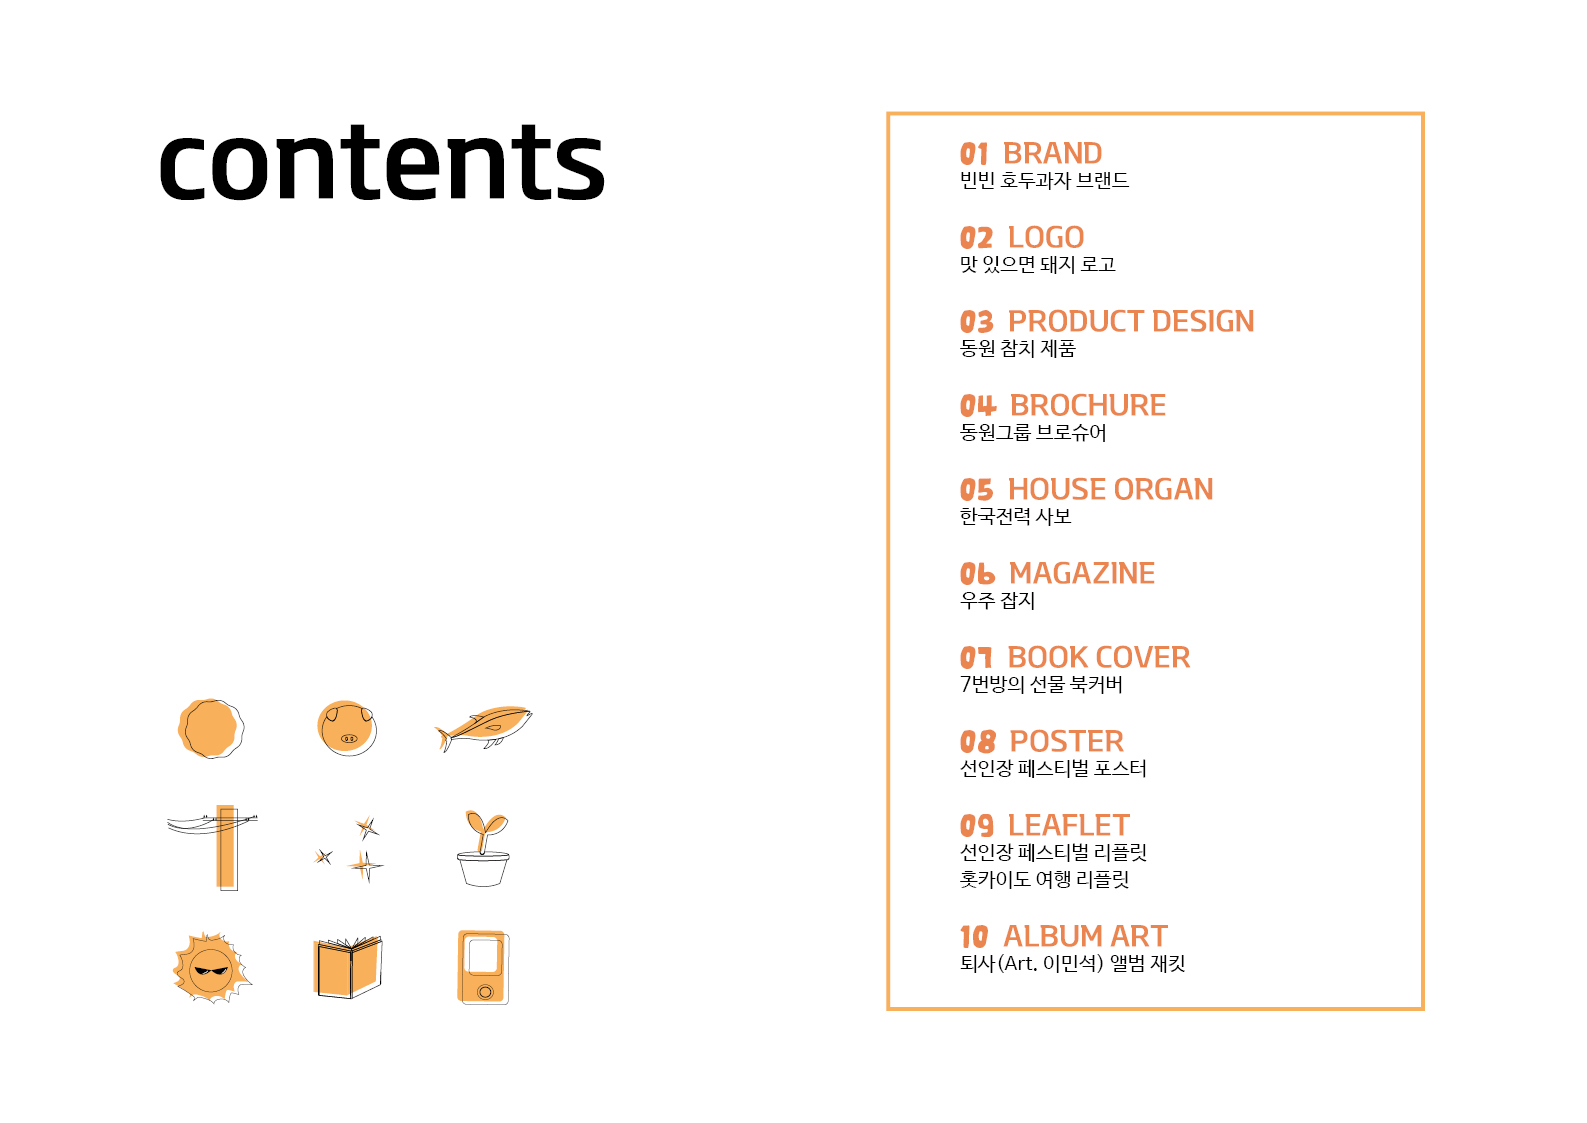 contents
01 BRAND
빈빈 호두과자 브랜드
02 LOGO
맛 있으면 돼지 로고
03 PRODUCT DESIGN
동원 참치 제품
04 BROCHURE
동원그룹 브로슈어
05 HOUSE ORGAN
한국전력 사보
06 MAGAZINE
우주 잡지
07 BOOK COVER
7번방의 선물 북커버
08 POSTER
선인장 페스티벌 포스터
09 LEAFLET
선인장 페스티벌 리플릿
홋카이도 여행 리플릿
10 ALBUM ART
퇴사(Art. 이민석) 앨범 재킷